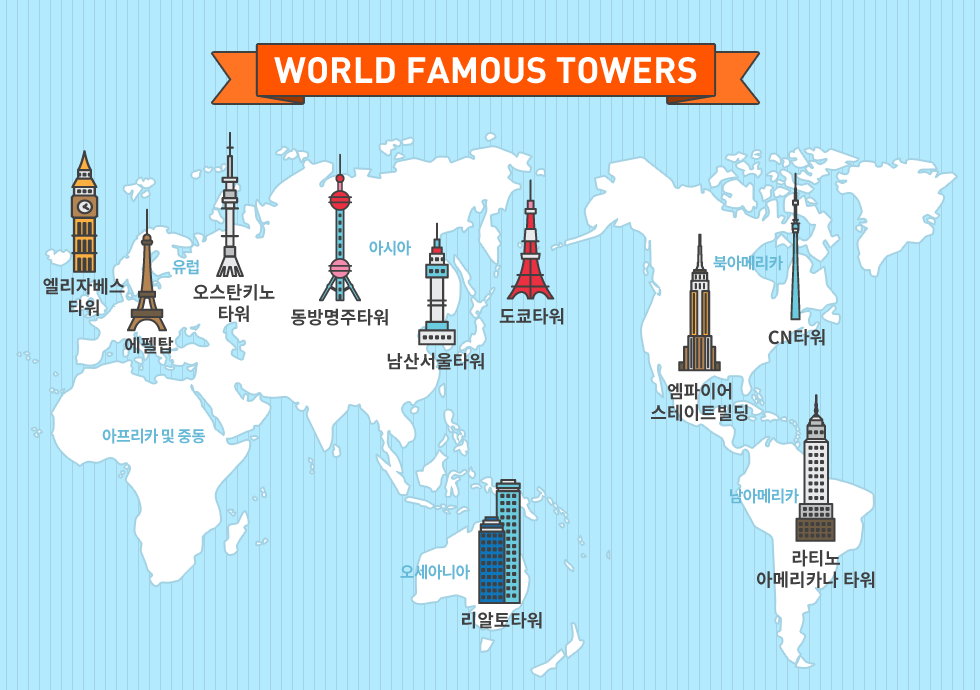 WORLD FAMOUS TOWERS
엘리자베스
타워
에펠탑
유럽
오스탄키노
타워
동방명주타워
아시아
남산서울타워
도쿄타워
북아메리카
CN타워
엠파이어
스테이트빌딩
아프리카 및 중동
남아메리카
라티노
아메리카나 타워
오세아니아
리알토타워